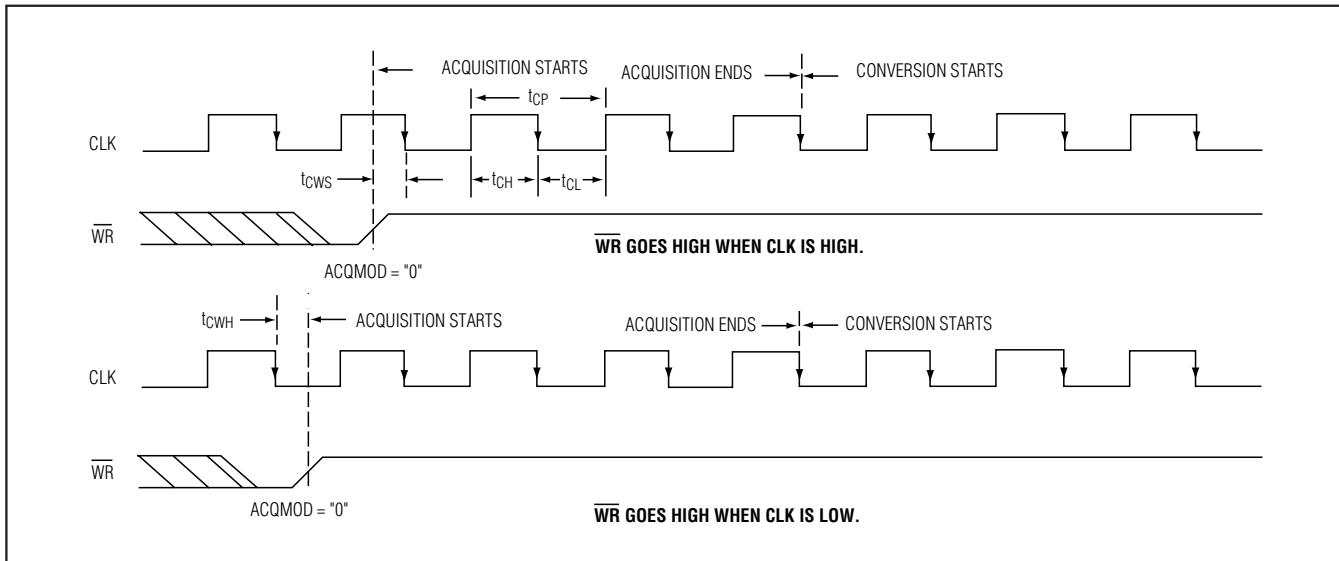 ACQUISITION STARTS
ACQUISITION ENDS
CONVERSION STARTS
tCP
CLK
tCWS
tCH
tCL
WR
WR GOES HIGH WHEN CLK IS HIGH.
ACQMOD = "0"
tCWH
ACQUISITION STARTS
ACQUISITION ENDS
CONVERSION STARTS
CLK
WR
ACQMOD = "0"
WR GOES HIGH WHEN CLK IS LOW.